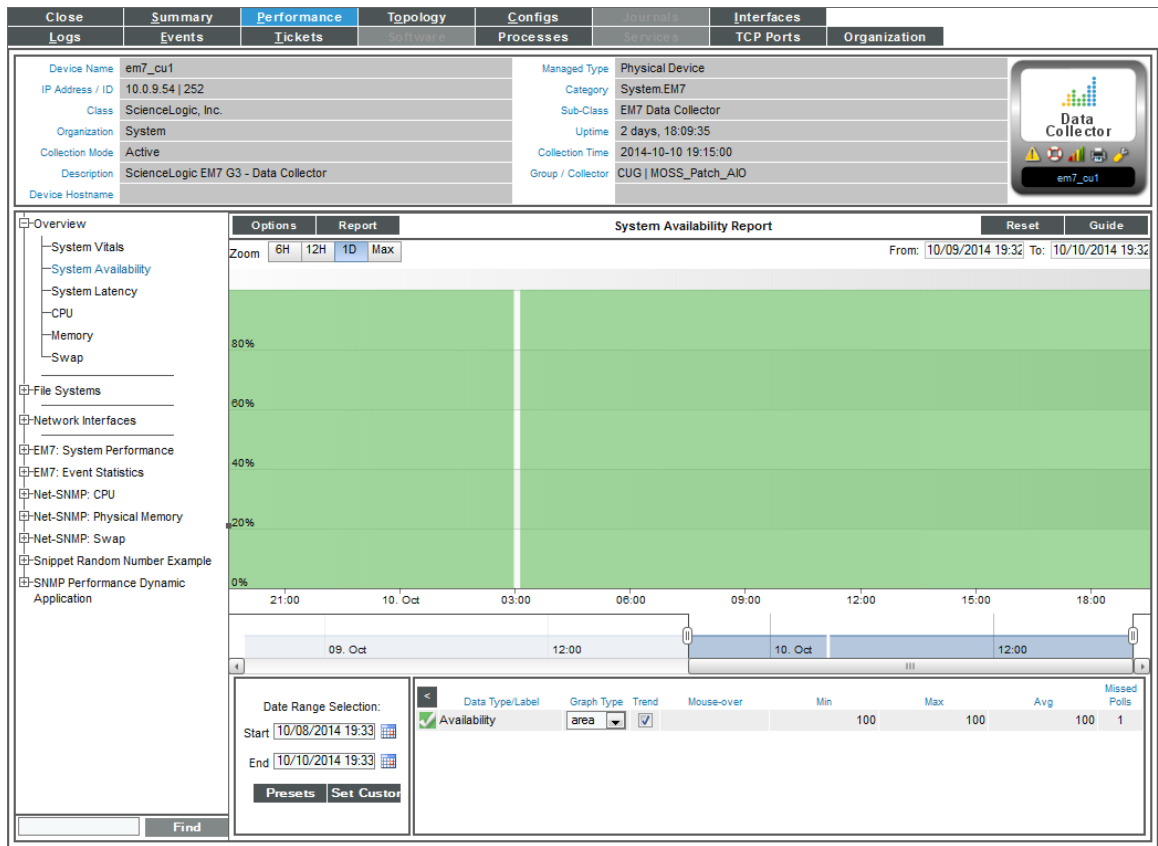 Close Summary Performance Topology Configs Journals Interfaces
Logs Events Tickets Software Processes Services TCP Ports Organization
Device Name em7_cu1 Managed Type Physical Device
IP Address / ID 10.0.9.54 | 252 Category System.EM7
Class ScienceLogic, Inc. Sub-Class EM7 Data Collector
Organization System Uptime 2 days, 18:09:35
Collection Mode Active Collection Time 2014-10-10 19:15:00
Description ScienceLogic EM7 G3 - Data Collector Group / Collector CUG | MOSS_Patch_AIO
Device Hostname
Data
Collector
em7_cu1
Overview
System Vitals
System Availability
System Latency
CPU
Memory
Swap
File Systems
Network Interfaces
EM7: System Performance
EM7: Event Statistics
Net-SNMP: CPU
Net-SNMP: Physical Memory
Net-SNMP: Swap
Snippet Random Number Example
SNMP Performance Dynamic
Application
Find
Options Report System Availability Report Reset Guide
Zoom 6H 12H 1D Max From: 10/09/2014 19:32 To: 10/10/2014 19:32
80%
60%
40%
20%
0%
21:00 10. Oct 03:00 06:00 09:00 12:00 15:00 18:00
09. Oct 12:00 10. Oct 12:00
Date Range Selection:
Start 10/08/2014 19:33
End 10/10/2014 19:33
Presets Set Custor
< Data Type/Label Graph Type Trend Mouse-over Min Max Avg Missed Polls
Availability area 100 100 100 1